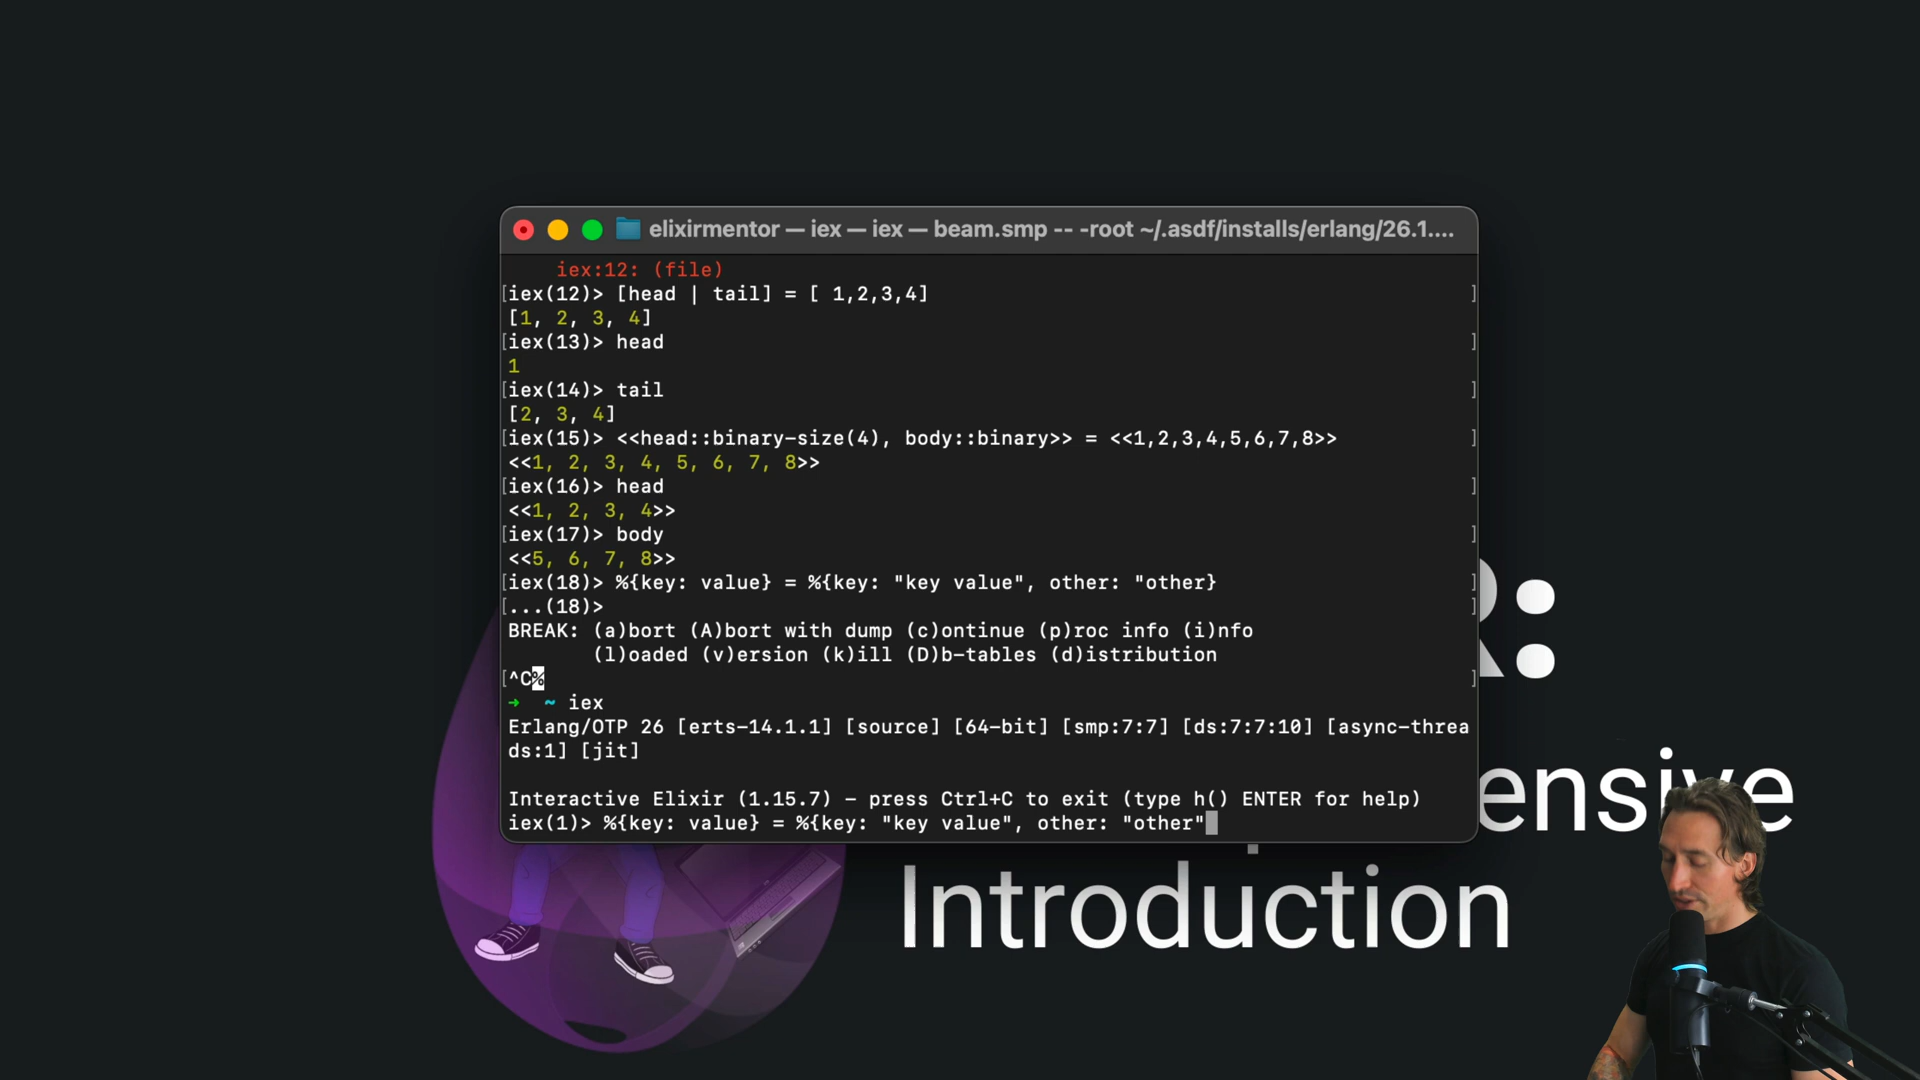 elixirmentor — iex — iex — beam.smp -- -root ~/.asdf/installs/erlang/26.1....
iex:12: (file)
[iex(12)> [head | tail] = [ 1,2,3,4] ]
[1, 2, 3, 4]
[iex(13)> head ]
1
[iex(14)> tail ]
[2, 3, 4]
[iex(15)> <<head::binary-size(4), body::binary>> = <<1,2,3,4,5,6,7,8>> ]
<<1, 2, 3, 4, 5, 6, 7, 8>>
[iex(16)> head ]
<<1, 2, 3, 4>>
[iex(17)> body ]
<<5, 6, 7, 8>>
[iex(18)> %{key: value} = %{key: "key value", other: "other} ]
[...(18)> ]
BREAK: (a)bort (A)bort with dump (c)ontinue (p)roc info (i)nfo
(l)oaded (v)ersion (k)ill (D)b-tables (d)istribution
[^C% ]
➜ ~ iex
Erlang/OTP 26 [erts-14.1.1] [source] [64-bit] [smp:7:7] [ds:7:7:10] [async-threa
ds:1] [jit]
Interactive Elixir (1.15.7) – press Ctrl+C to exit (type h() ENTER for help)
iex(1)> %{key: value} = %{key: "key value", other: "other"
R:
ensive
Introduction